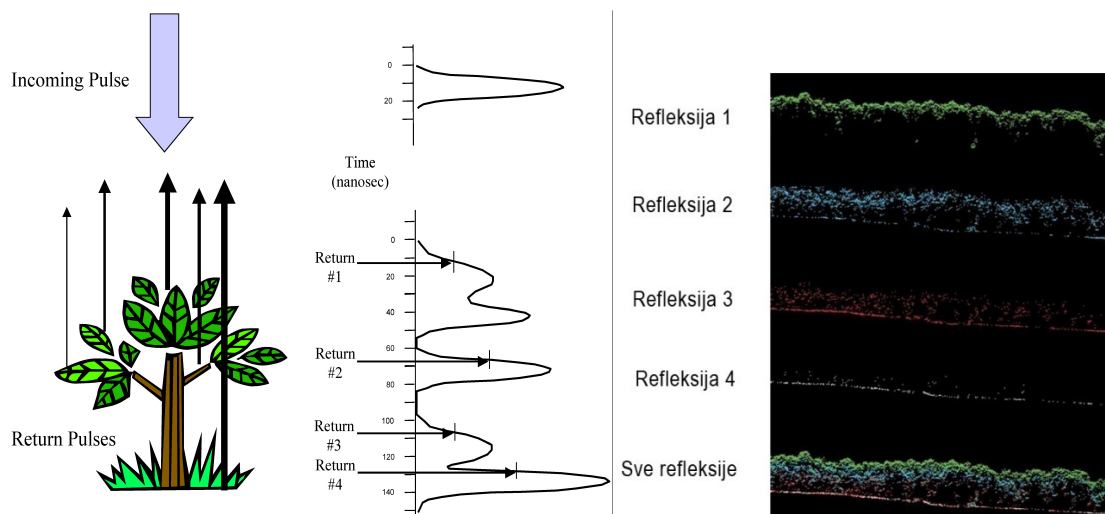 Incoming Pulse
Return Pulses
0
20
Time
(nanosec)
0
20
40
60
80
100
120
140
Return
#1
Return
#2
Return
#3
Return
#4
Refleksija 1
Refleksija 2
Refleksija 3
Refleksija 4
Sve refleksije